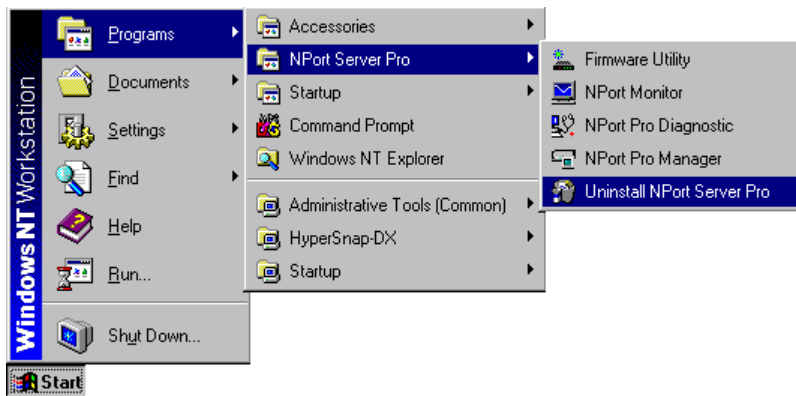 Windows NT Workstation
Programs
Documents
Settings
Find
Help
Run...
Shut Down...
Start
Accessories
NPort Server Pro
Startup
Command Prompt
Windows NT Explorer
Administrative Tools (Common)
HyperSnap-DX
Startup
Firmware Utility
NPort Monitor
NPort Pro Diagnostic
NPort Pro Manager
Uninstall NPort Server Pro